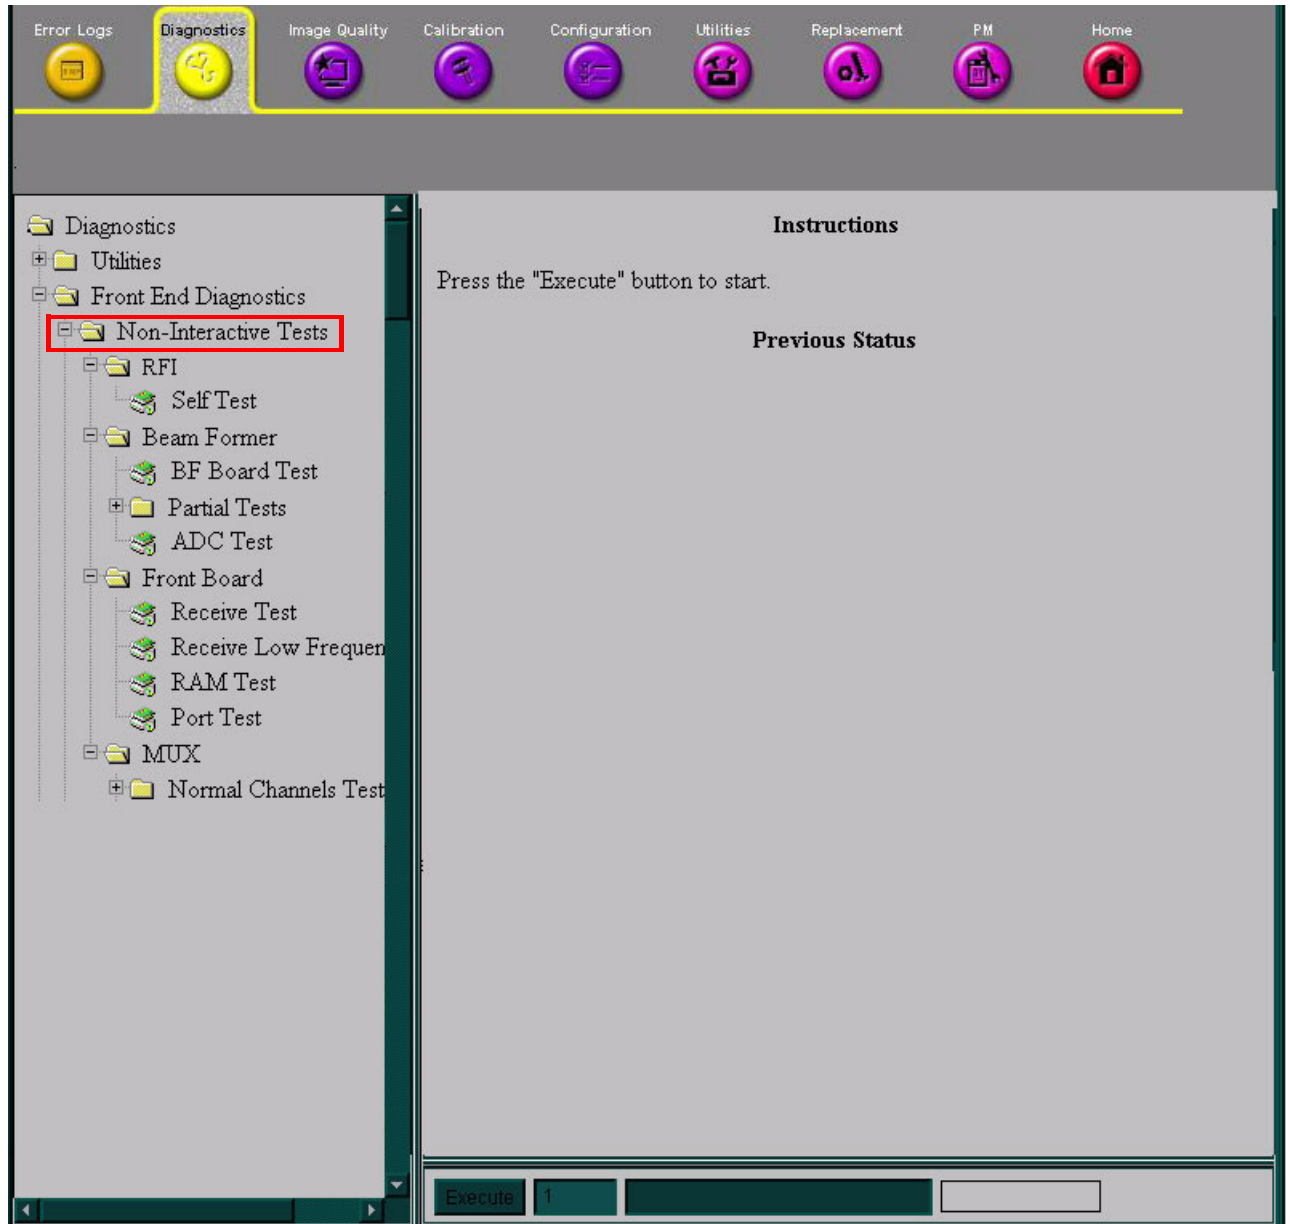 Error Logs Diagnostics Image Quality Calibration Configuration Utilities Replacement PM Home
Diagnostics
Utilities
Front End Diagnostics
Non-Interactive Tests
RFI
Self Test
Beam Former
BF Board Test
Partial Tests
ADC Test
Front Board
Receive Test
Receive Low Frequen
RAM Test
Port Test
MUX
Normal Channels Test
Instructions
Press the "Execute" button to start.
Previous Status
Execute 1